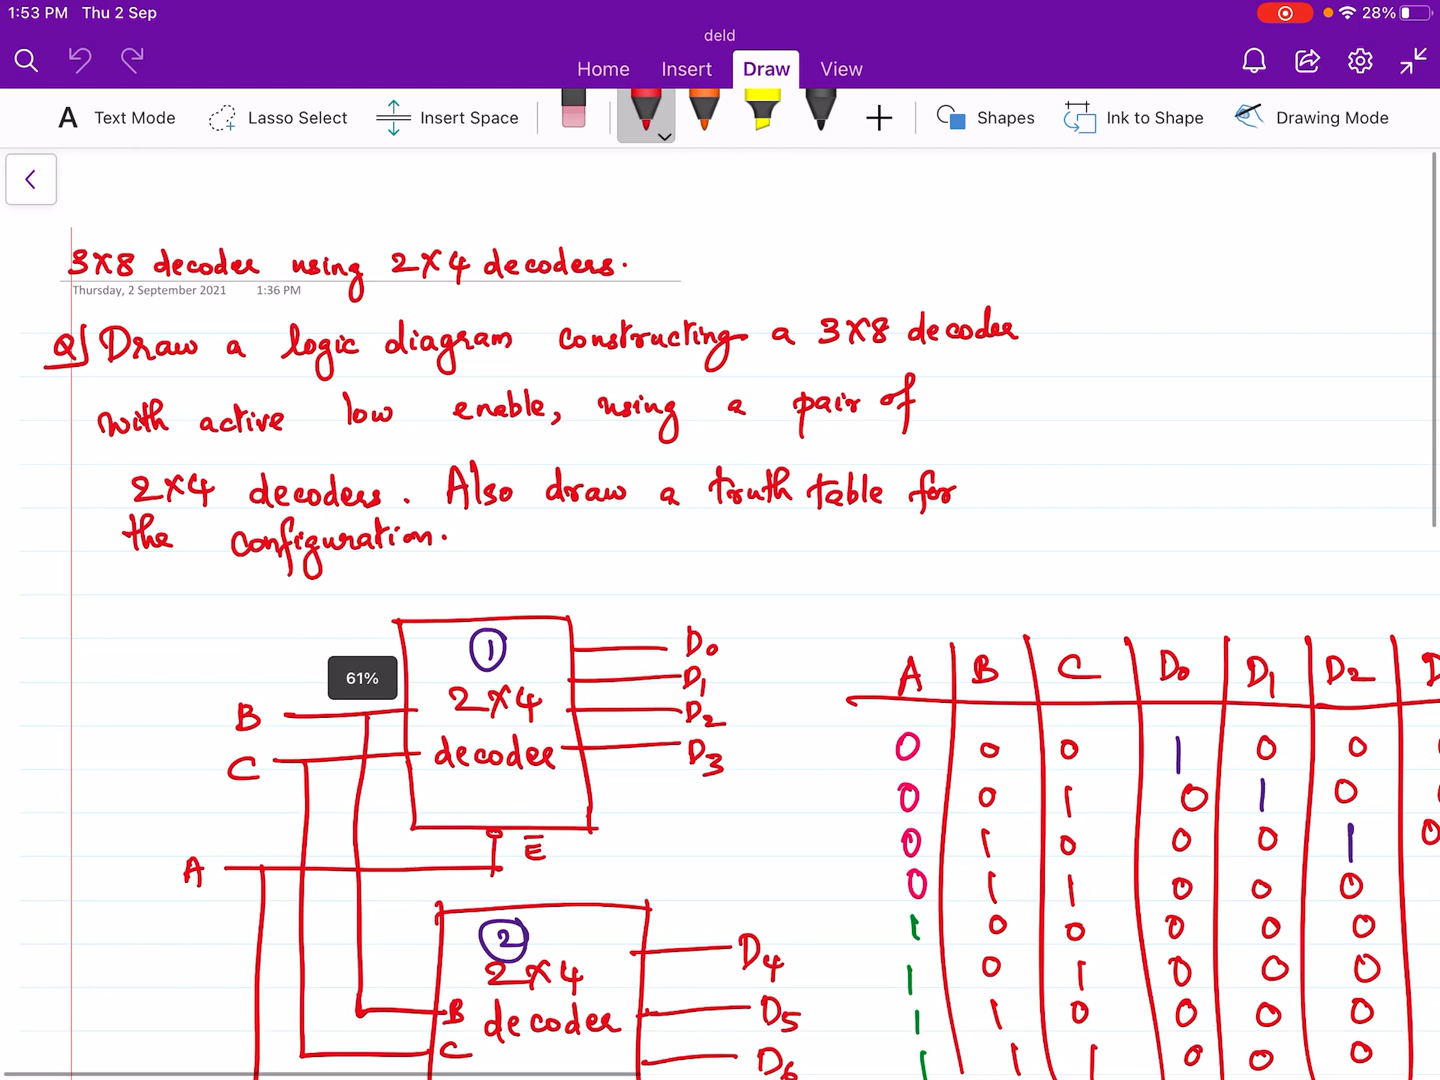 1:53 PM Thu 2 Sep
28%
deld
Home Insert Draw View
A Text Mode Lasso Select Insert Space Shapes Ink to Shape Drawing Mode
3X8 decoder using 2X4 decoders.
Thursday, 2 September 2021 1:36 PM
Q] Draw a logic diagram constructing a 3X8 decoder
with active low enable, using a pair of
2X4 decoders. Also draw a truth table for
the configuration.
1
2X4
decoder
61%
B
C
A
D0
D1
D2
D3
E̅
2
2X4
decoder
B
C
D4
D5
D6
A B C D0 D1 D2 D
0 0 0 1 0 0
0 0 1 0 1 0
0 1 0 0 0 1 0
0 1 1 0 0 0
1 0 0 0 0 0
1 0 1 0 0 0
1 1 0 0 0 0
1 1 1 0 0 0